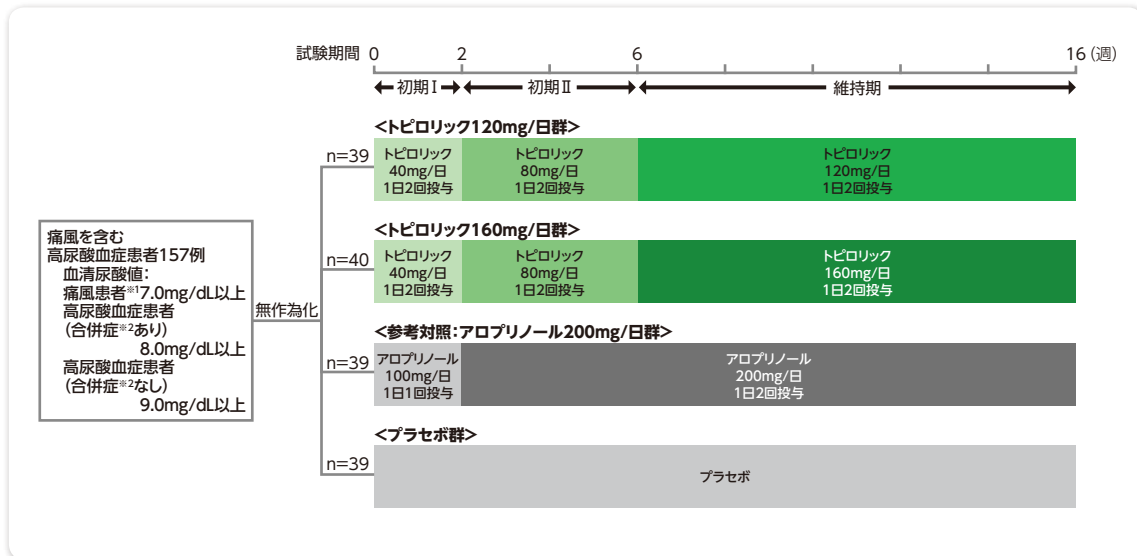 試験期間 0 2 6 16(週)
初期Ⅰ 初期Ⅱ 維持期
<トピロリック120mg/日群>
n=39
トピロリック
40mg/日
1日2回投与
トピロリック
80mg/日
1日2回投与
トピロリック
120mg/日
1日2回投与
<トピロリック160mg/日群>
n=40
トピロリック
40mg/日
1日2回投与
トピロリック
80mg/日
1日2回投与
トピロリック
160mg/日
1日2回投与
痛風を含む
高尿酸血症患者157例
血清尿酸値:
痛風患者※17.0mg/dL以上
高尿酸血症患者
(合併症※2あり)
8.0mg/dL以上
高尿酸血症患者
(合併症※2なし)
9.0mg/dL以上
無作為化
<参考対照:アロプリノール200mg/日群>
n=39
アロプリノール
100mg/日
1日1回投与
アロプリノール
200mg/日
1日2回投与
<プラセボ群>
n=39
プラセボ